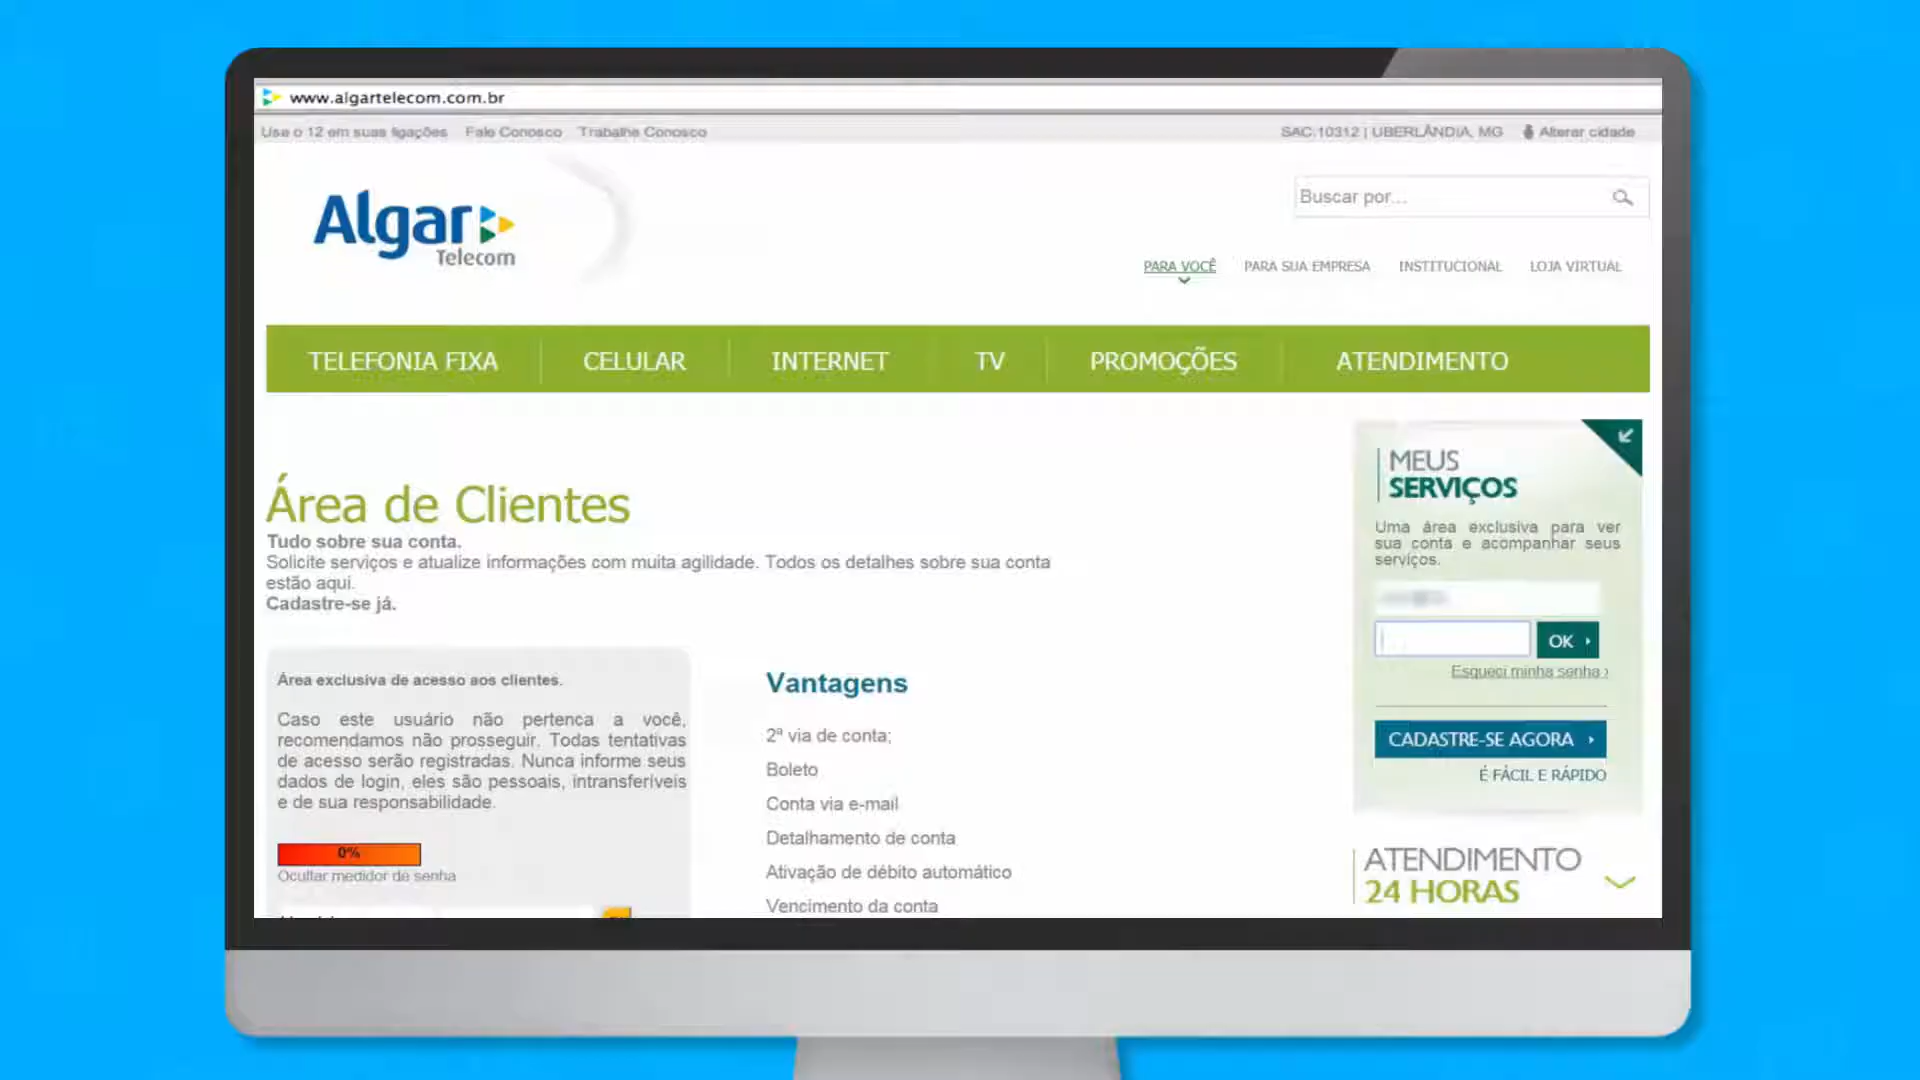 www.algartelecom.com.br
Use o 12 em suas ligações Fale Conosco Trabalhe Conosco
SAC:10312 | UBERLÂNDIA, MG Alterar cidade
Algar
Telecom
Buscar por...
PARA VOCÊ PARA SUA EMPRESA INSTITUCIONAL LOJA VIRTUAL
TELEFONIA FIXA CELULAR INTERNET TV PROMOÇÕES ATENDIMENTO
Área de Clientes
Tudo sobre sua conta.
Solicite serviços e atualize informações com muita agilidade. Todos os detalhes sobre sua conta
estão aqui.
Cadastre-se já.
Área exclusiva de acesso aos clientes.
Caso este usuário não pertenca a você,
recomendamos não prosseguir. Todas tentativas
de acesso serão registradas. Nunca informe seus
dados de login, eles são pessoais, intransferíveis
e de sua responsabilidade.
0%
Ocultar medidor de senha
Vantagens
2ª via de conta;
Boleto
Conta via e-mail
Detalhamento de conta
Ativação de débito automático
Vencimento da conta
MEUS
SERVIÇOS
Uma área exclusiva para ver
sua conta e acompanhar seus
serviços.
OK
Esqueci minha senha
CADASTRE-SE AGORA
É FÁCIL E RÁPIDO
ATENDIMENTO
24 HORAS